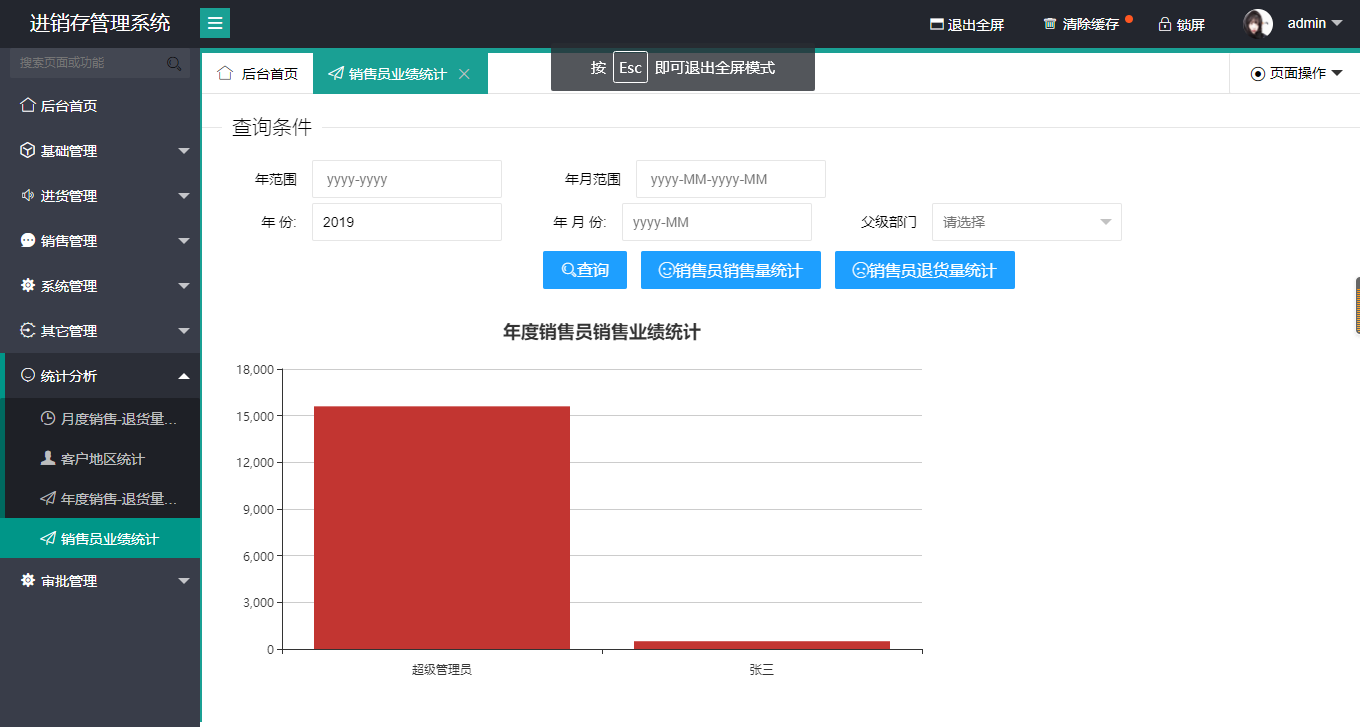 进销存管理系统
退出全屏
清除缓存
锁屏
admin
搜索页面或功能
后台首页
基础管理
进货管理
销售管理
系统管理
其它管理
统计分析
月度销售-退货量...
客户地区统计
年度销售-退货量...
销售员业绩统计
审批管理
后台首页
销售员业绩统计
按 Esc 即可退出全屏模式
页面操作
查询条件
年范围 yyyy-yyyy 年月范围 yyyy-MM-yyyy-MM
年 份: 2019 年 月 份: yyyy-MM 父级部门 请选择
查询 销售员销售量统计 销售员退货量统计
年度销售员销售业绩统计
18,000
15,000
12,000
9,000
6,000
3,000
0
超级管理员 张三